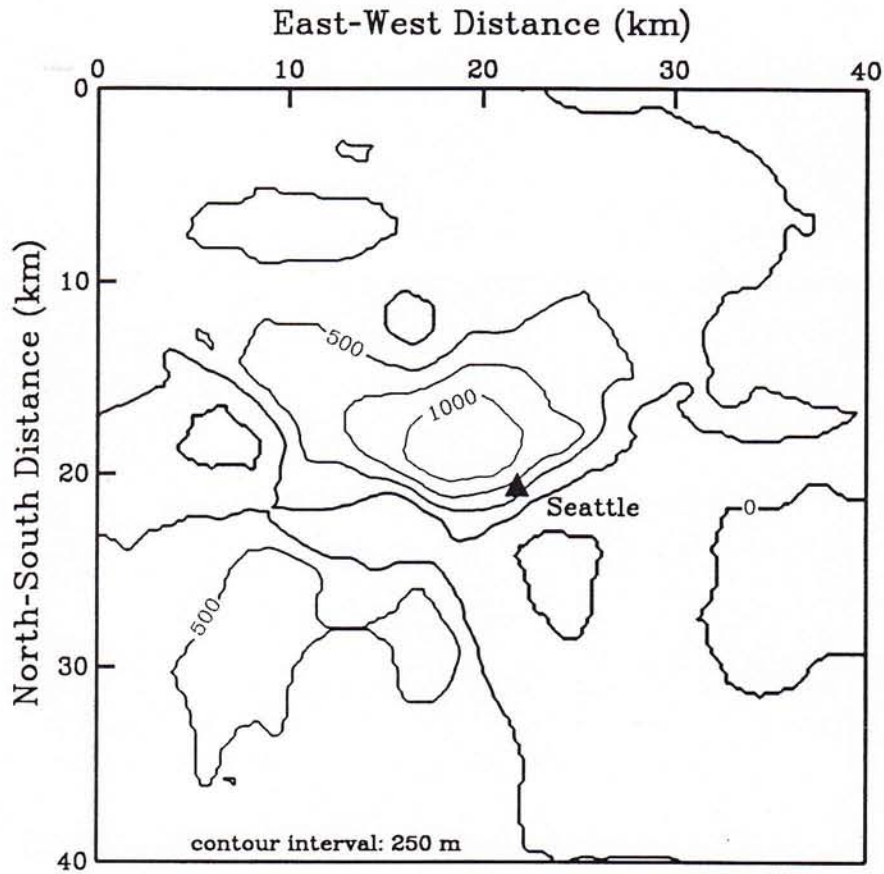 East-West Distance (km)
0 10 20 30 40
0
10
20
30
40
North-South Distance (km)
500
1000
Seattle
0
500
contour interval: 250 m